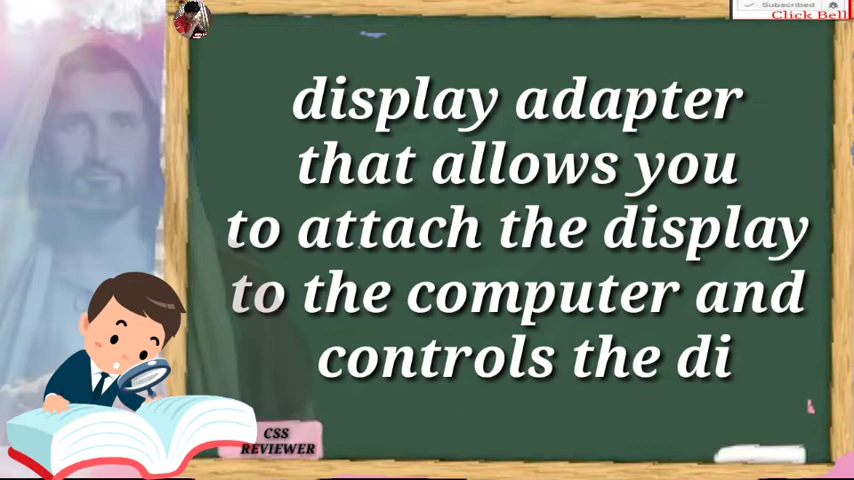 Subscribed
Click Bell
display adapter
that allows you
to attach the display
to the computer and
controls the di
CSS
REVIEWER